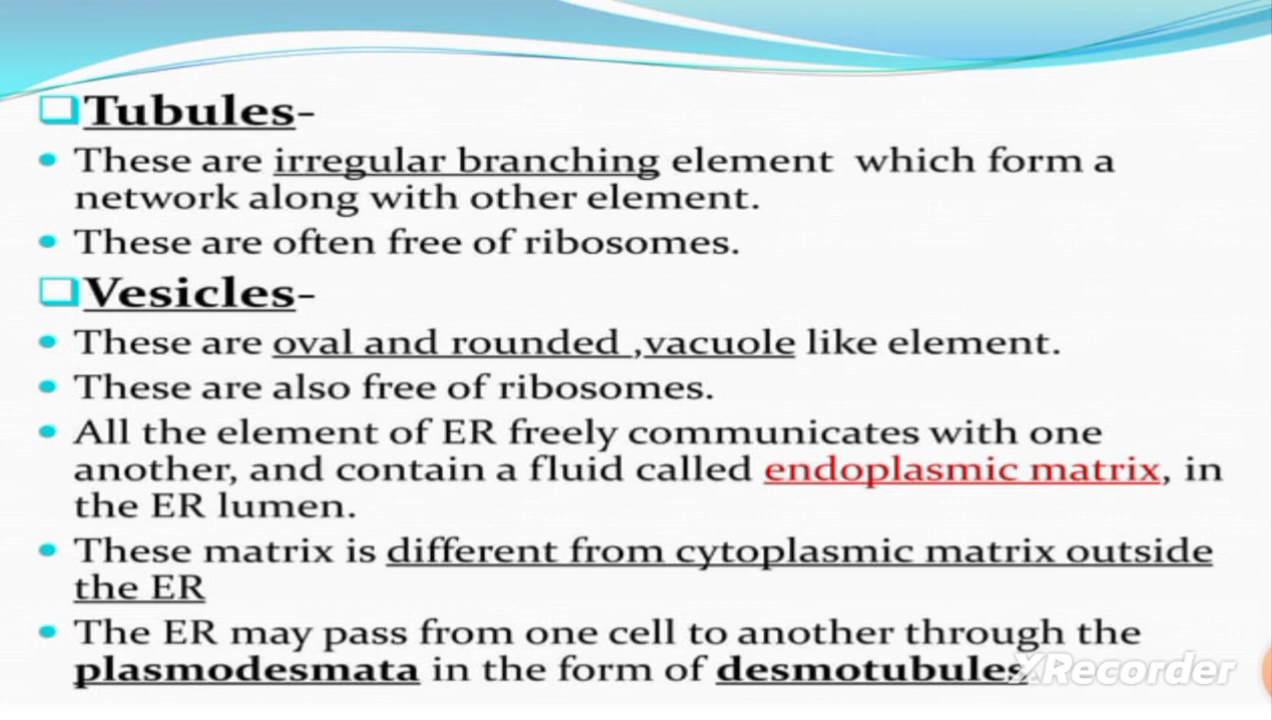 Tubules-
These are irregular branching element which form a
network along with other element.
These are often free of ribosomes.
Vesicles-
These are oval and rounded ,vacuole like element.
These are also free of ribosomes.
All the element of ER freely communicates with one
another, and contain a fluid called endoplasmic matrix, in
the ER lumen.
These matrix is different from cytoplasmic matrix outside
the ER
The ER may pass from one cell to another through the
plasmodesmata in the form of desmotubules.
XRecorder